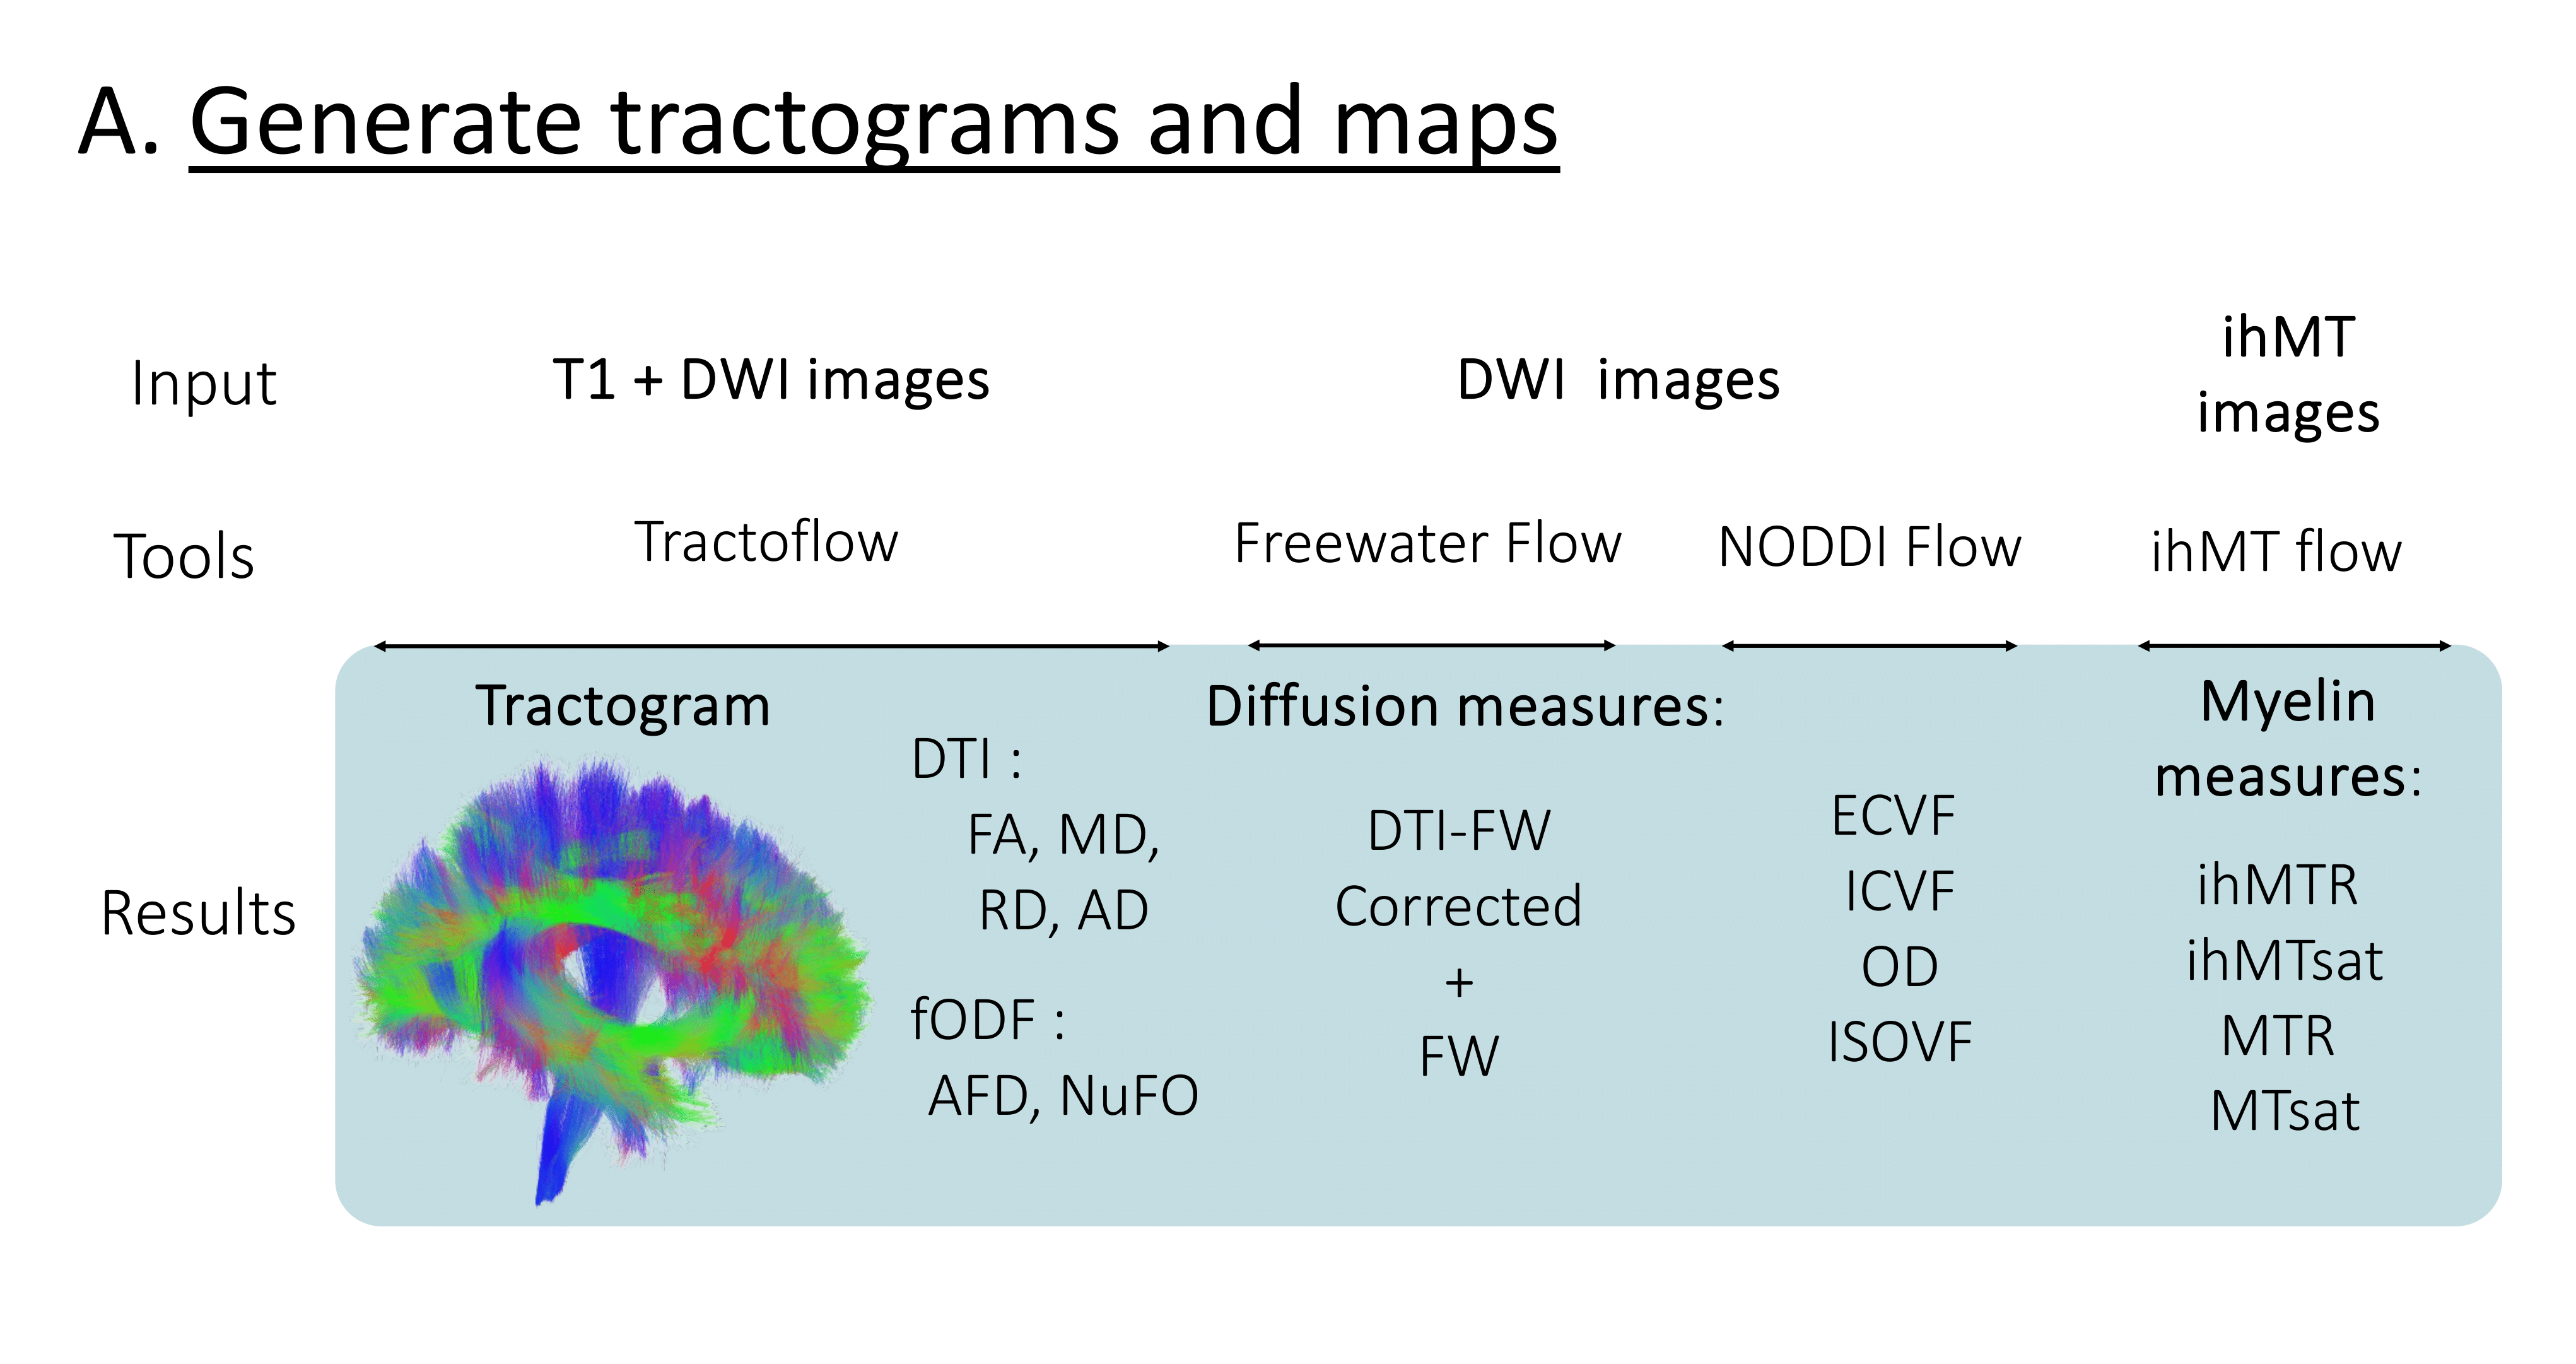 A. Generate tractograms and maps
Input
T1 + DWI images
DWI images
ihMT
images
Tools
Tractoflow
Freewater Flow
NODDI Flow
ihMT flow
Results
Tractogram
Diffusion measures:
DTI :
FA, MD,
RD, AD
fODF :
AFD, NuFO
DTI-FW
Corrected
+
FW
ECVF
ICVF
OD
ISOVF
Myelin
measures:
ihMTR
ihMTsat
MTR
MTsat